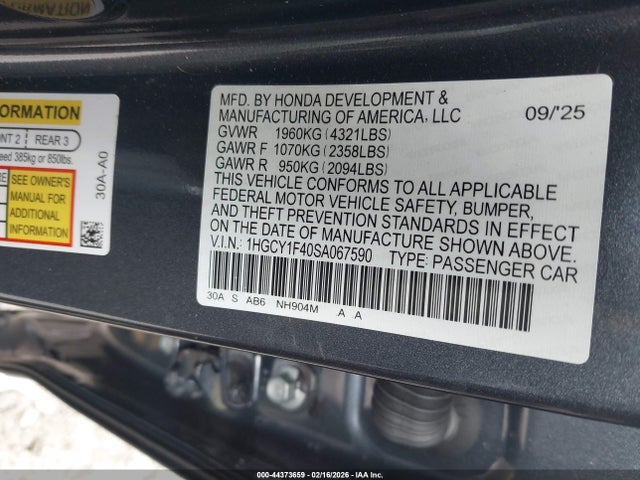 ORMATION
ONT 2 REAR 3
eed 385kg or 850lbs.
RE
SEE OWNER'S
MANUAL FOR
ADDITIONAL
INFORMATION
30A-A0
MFD. BY HONDA DEVELOPMENT &
MANUFACTURING OF AMERICA, LLC 09/'25
GVWR 1960KG (4321LBS)
GAWR F 1070KG (2358LBS)
GAWR R 950KG (2094LBS)
THIS VEHICLE CONFORMS TO ALL APPLICABLE
FEDERAL MOTOR VEHICLE SAFETY, BUMPER,
AND THEFT PREVENTION STANDARDS IN EFFECT
ON THE DATE OF MANUFACTURE SHOWN ABOVE.
V.I.N.: 1HGCY1F40SA067590 TYPE: PASSENGER CAR
30A S AB6 NH904M A A
000-44373659 - 02/16/2026 - IAA Inc.